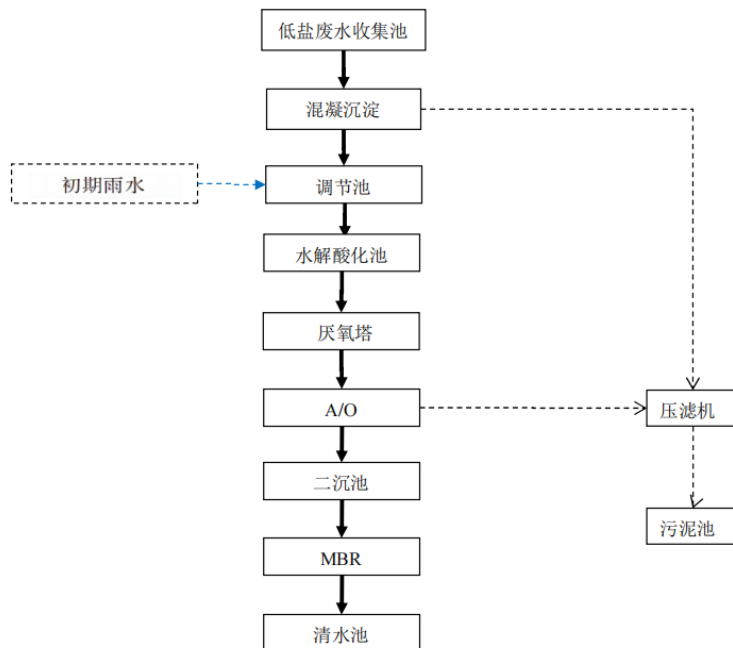 低盐废水收集池
混凝沉淀
初期雨水
调节池
水解酸化池
厌氧塔
A/O
压滤机
二沉池
污泥池
MBR
清水池